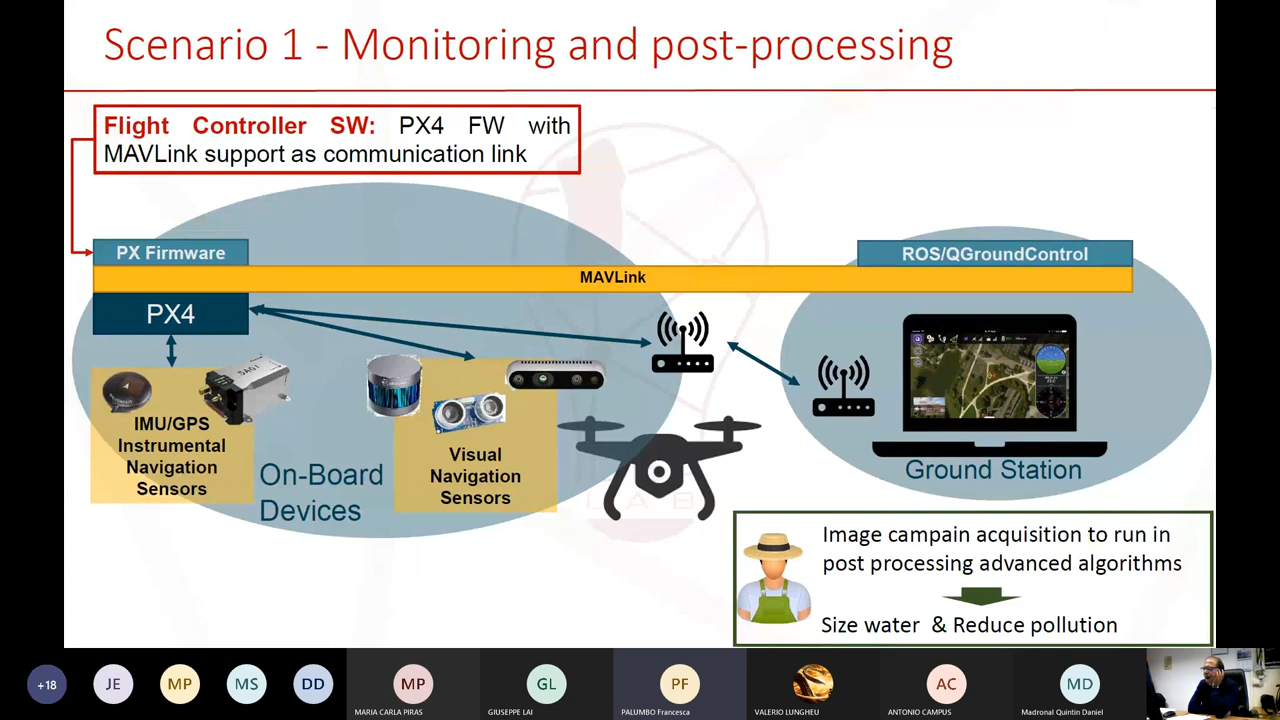 Scenario 1 - Monitoring and post-processing
Flight Controller SW: PX4 FW with
MAVLink support as communication link
PX Firmware
ROS/QGroundControl
MAVLink
PX4
IMU/GPS
Instrumental
Navigation
Sensors
On-Board
Devices
Visual
Navigation
Sensors
LAB
Ground Station
Image campain acquisition to run in
post processing advanced algorithms
Size water & Reduce pollution
+18
JE
MP
MS
DD
MP
MARIA CARLA PIRAS
GL
GIUSEPPE LAI
PF
PALUMBO Francesca
VALERIO LUNGHEU
AC
ANTONIO CAMPUS
MD
Madronal Quintin Daniel